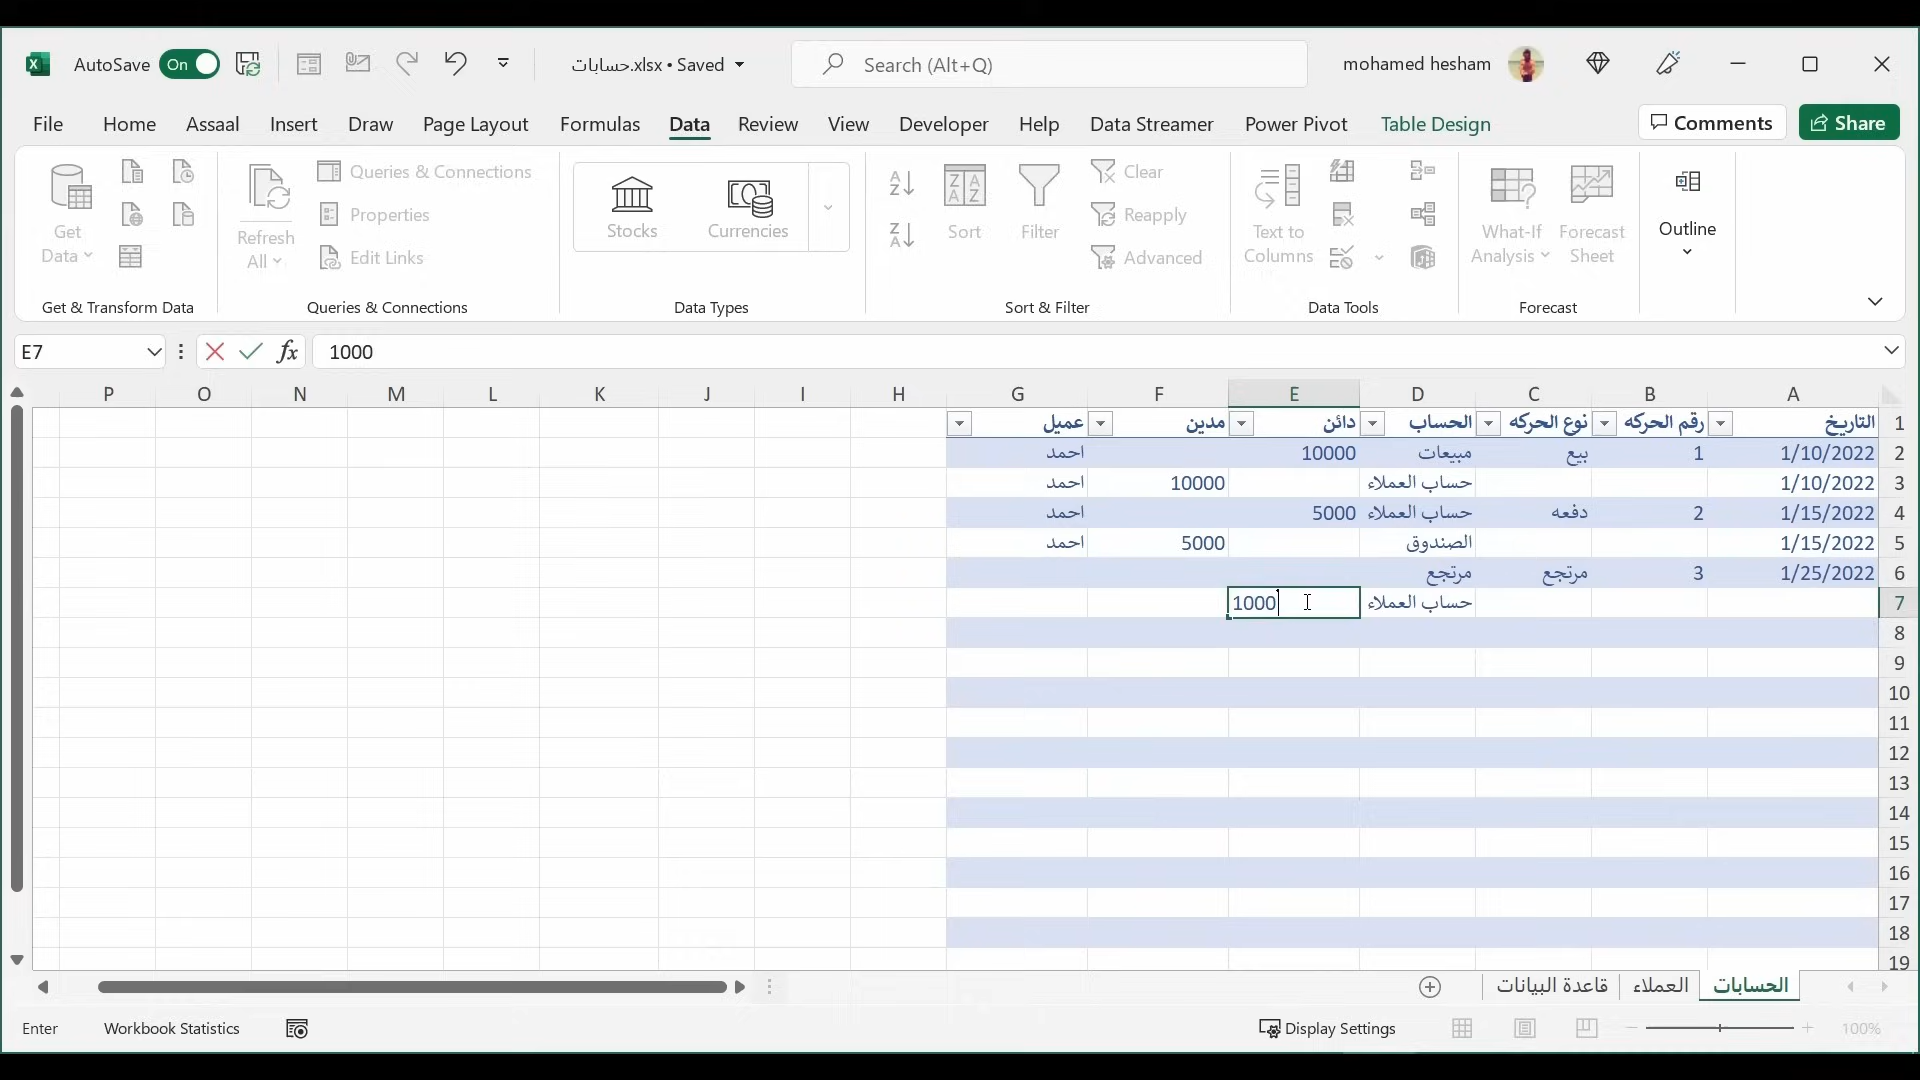 AutoSave On حسابات.xlsx • Saved Search (Alt+Q) mohamed hesham
File Home Assaal Insert Draw Page Layout Formulas Data Review View Developer Help Data Streamer Power Pivot Table Design Comments Share
Get Data
Refresh All
Queries & Connections
Properties
Edit Links
Stocks Currencies
Sort Filter
Clear
Reapply
Advanced
Text to Columns
What-If Analysis
Forecast Sheet
Outline
Get & Transform Data Queries & Connections Data Types Sort & Filter Data Tools Forecast
E7 fx 1000
P O N M L K J I H G F E D C B A
التاريخ رقم الحركه نوع الحركه الحساب دائن مدين عميل 1
1/10/2022 1 بيع مبيعات 10000 احمد 2
1/10/2022 حساب العملاء 10000 احمد 3
1/15/2022 2 دفعه حساب العملاء 5000 احمد 4
1/15/2022 الصندوق 5000 احمد 5
1/25/2022 3 مرتجع مرتجع 6
حساب العملاء 1000 7
8
9
10
11
12
13
14
15
16
17
18
19
الحسابات العملاء قاعدة البيانات
Enter Workbook Statistics Display Settings 100%